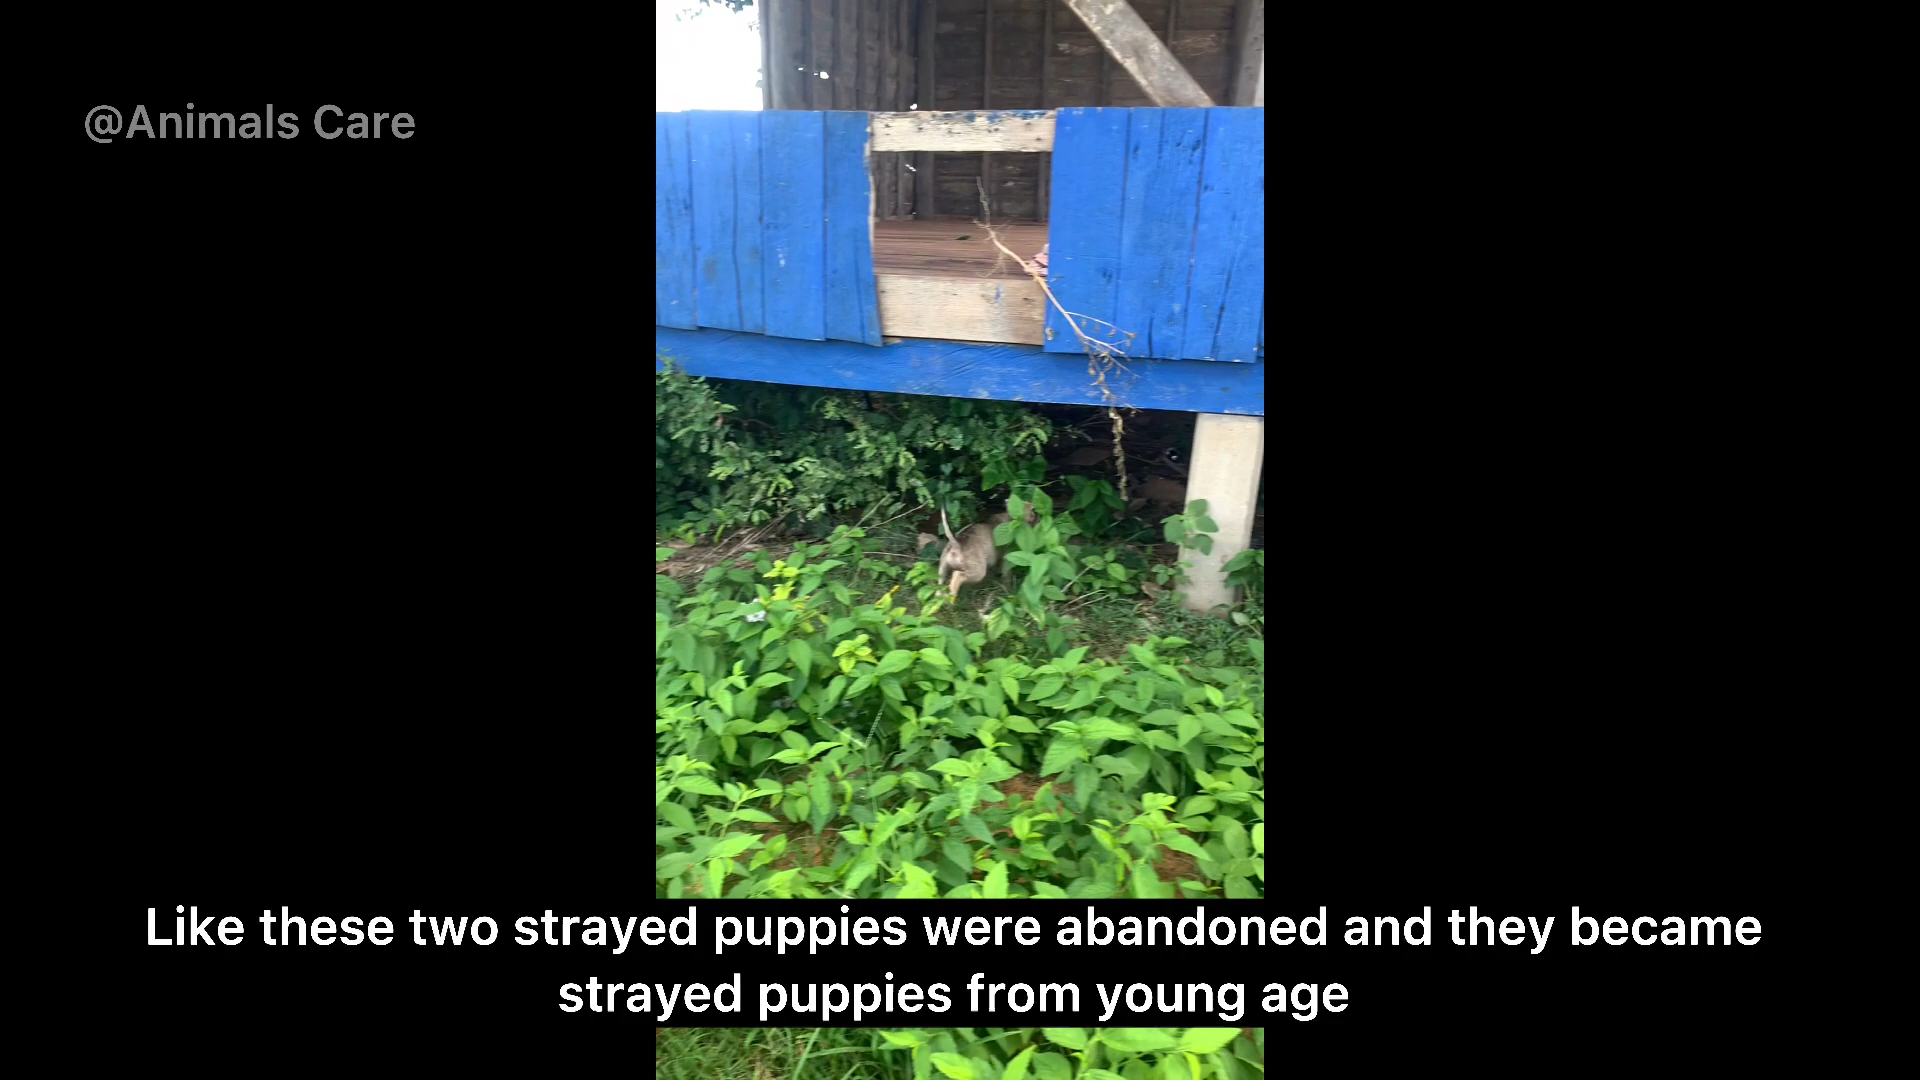 @Animals Care
Like these two strayed puppies were abandoned and they became
strayed puppies from young age